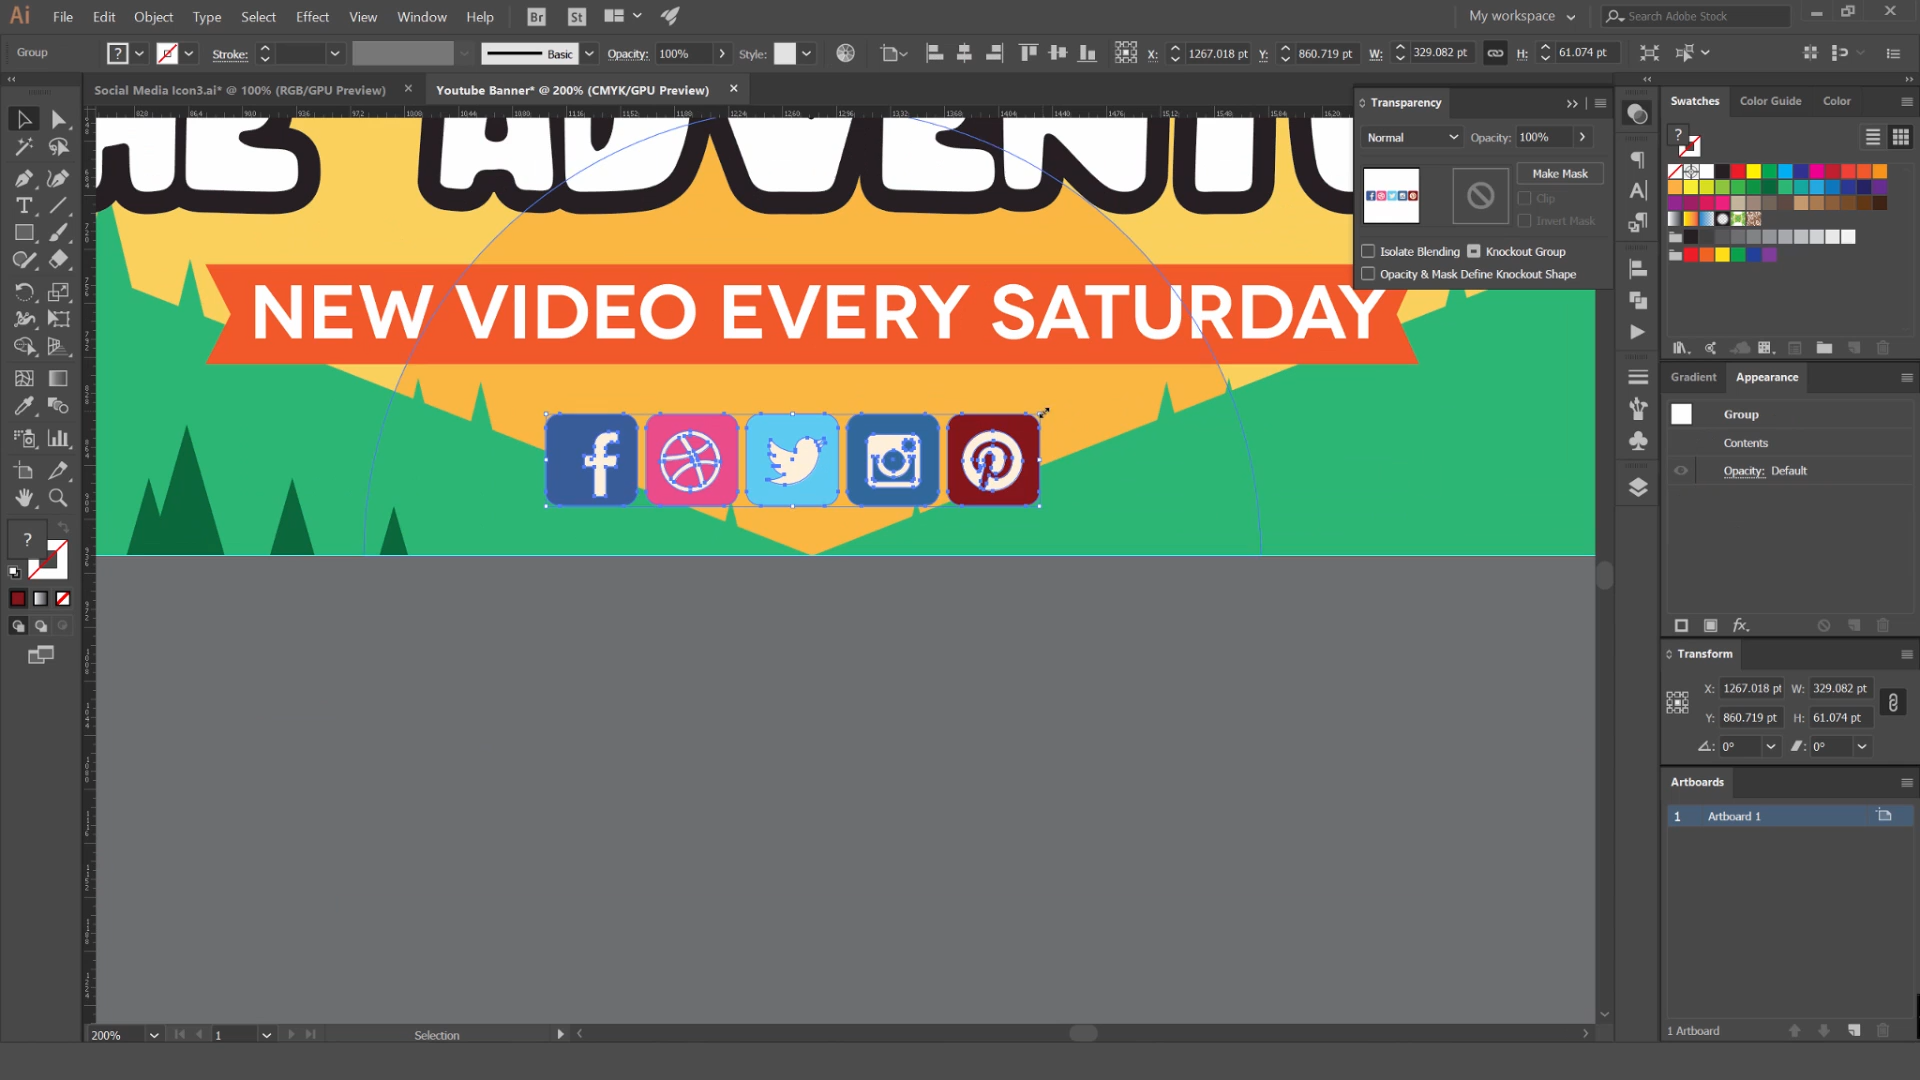 Ai File Edit Object Type Select Effect View Window Help Br St My workspace Search Adobe Stock
Group ? Stroke: Basic Opacity: 100% Style: X: 1267.018 pt Y: 860.719 pt W: 329.082 pt H: 61.074 pt
Social Media Icon3.ai* @ 100% (RGB/GPU Preview) × Youtube Banner* @ 200% (CMYK/GPU Preview) ×
Transparency
Normal Opacity: 100%
Make Mask
Clip
Invert Mask
Isolate Blending Knockout Group
Opacity & Mask Define Knockout Shape
ADVENTU
NEW VIDEO EVERY SATURDAY
Swatches Color Guide Color
?
Gradient Appearance
Group
Contents
Opacity: Default
fx
Transform
X: 1267.018 pt W: 329.082 pt
Y: 860.719 pt H: 61.074 pt
0° 0°
Artboards
1 Artboard 1
1 Artboard
?
200% 1 Selection